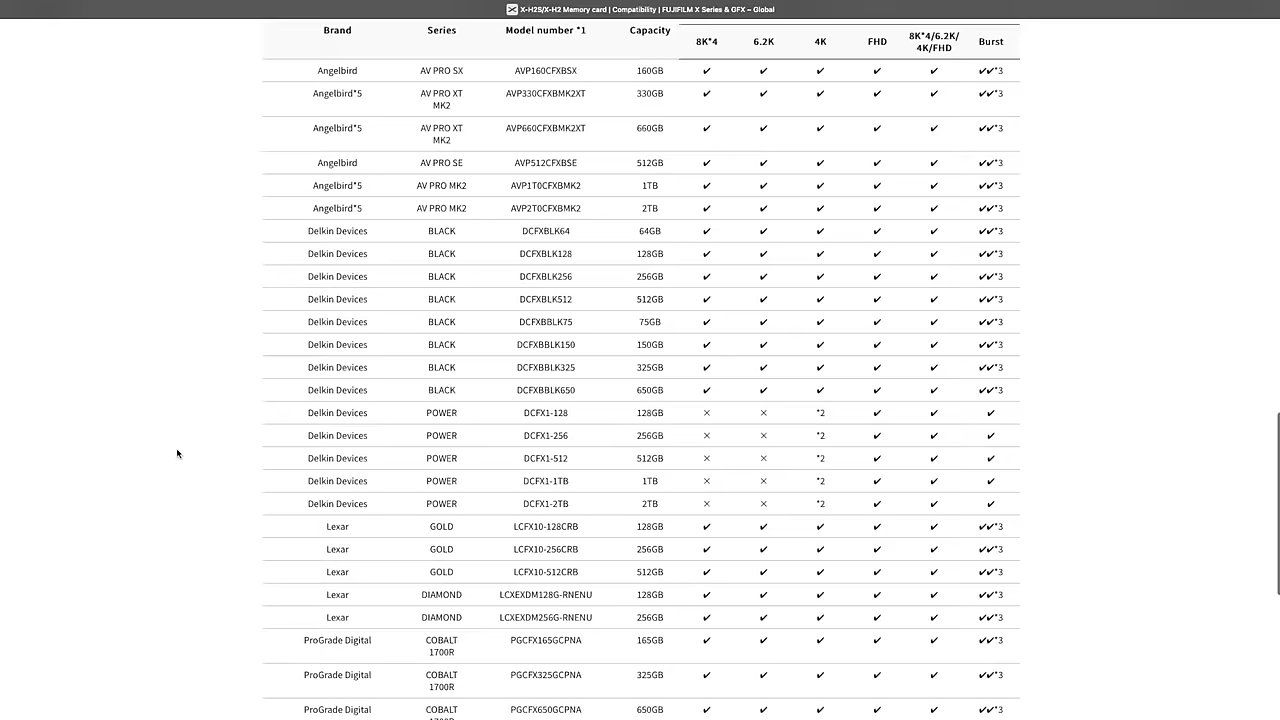 X-H2S/X-H2 Memory card | Compatibility | FUJIFILM X Series & GFX – Global
Brand Series Model number *1 Capacity 8K*4 6.2K 4K FHD 8K*4/6.2K/
4K/FHD Burst
Angelbird AV PRO SX AVP160CFXBSX 160GB ✔ ✔ ✔ ✔ ✔ ✔✔*3
Angelbird*5 AV PRO XT
MK2 AVP330CFXBMK2XT 330GB ✔ ✔ ✔ ✔ ✔ ✔✔*3
Angelbird*5 AV PRO XT
MK2 AVP660CFXBMK2XT 660GB ✔ ✔ ✔ ✔ ✔ ✔✔*3
Angelbird AV PRO SE AVP512CFXBSE 512GB ✔ ✔ ✔ ✔ ✔ ✔✔*3
Angelbird*5 AV PRO MK2 AVP1T0CFXBMK2 1TB ✔ ✔ ✔ ✔ ✔ ✔✔*3
Angelbird*5 AV PRO MK2 AVP2T0CFXBMK2 2TB ✔ ✔ ✔ ✔ ✔ ✔✔*3
Delkin Devices BLACK DCFXBLK64 64GB ✔ ✔ ✔ ✔ ✔ ✔✔*3
Delkin Devices BLACK DCFXBLK128 128GB ✔ ✔ ✔ ✔ ✔ ✔✔*3
Delkin Devices BLACK DCFXBLK256 256GB ✔ ✔ ✔ ✔ ✔ ✔✔*3
Delkin Devices BLACK DCFXBLK512 512GB ✔ ✔ ✔ ✔ ✔ ✔✔*3
Delkin Devices BLACK DCFXBBLK75 75GB ✔ ✔ ✔ ✔ ✔ ✔✔*3
Delkin Devices BLACK DCFXBBLK150 150GB ✔ ✔ ✔ ✔ ✔ ✔✔*3
Delkin Devices BLACK DCFXBBLK325 325GB ✔ ✔ ✔ ✔ ✔ ✔✔*3
Delkin Devices BLACK DCFXBBLK650 650GB ✔ ✔ ✔ ✔ ✔ ✔✔*3
Delkin Devices POWER DCFX1-128 128GB × × *2 ✔ ✔ ✔
Delkin Devices POWER DCFX1-256 256GB × × *2 ✔ ✔ ✔
Delkin Devices POWER DCFX1-512 512GB × × *2 ✔ ✔ ✔
Delkin Devices POWER DCFX1-1TB 1TB × × *2 ✔ ✔ ✔
Delkin Devices POWER DCFX1-2TB 2TB × × *2 ✔ ✔ ✔
Lexar GOLD LCFX10-128CRB 128GB ✔ ✔ ✔ ✔ ✔ ✔✔*3
Lexar GOLD LCFX10-256CRB 256GB ✔ ✔ ✔ ✔ ✔ ✔✔*3
Lexar GOLD LCFX10-512CRB 512GB ✔ ✔ ✔ ✔ ✔ ✔✔*3
Lexar DIAMOND LCXEXDM128G-RNENU 128GB ✔ ✔ ✔ ✔ ✔ ✔✔*3
Lexar DIAMOND LCXEXDM256G-RNENU 256GB ✔ ✔ ✔ ✔ ✔ ✔✔*3
ProGrade Digital COBALT
1700R PGCFX165GCPNA 165GB ✔ ✔ ✔ ✔ ✔ ✔✔*3
ProGrade Digital COBALT
1700R PGCFX325GCPNA 325GB ✔ ✔ ✔ ✔ ✔ ✔✔*3
ProGrade Digital COBALT
1700R PGCFX650GCPNA 650GB ✔ ✔ ✔ ✔ ✔ ✔✔*3